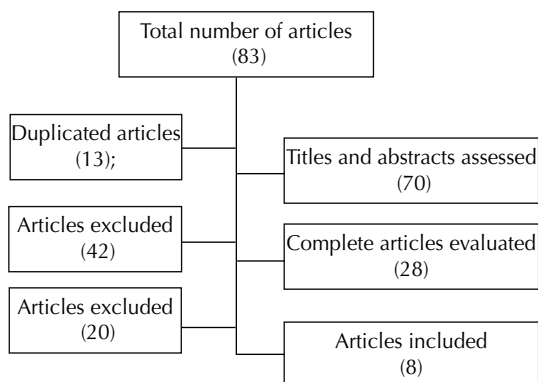 Total number of articles
(83)
Duplicated articles
(13);
Titles and abstracts assessed
(70)
Articles excluded
(42)
Complete articles evaluated
(28)
Articles excluded
(20)
Articles included
(8)